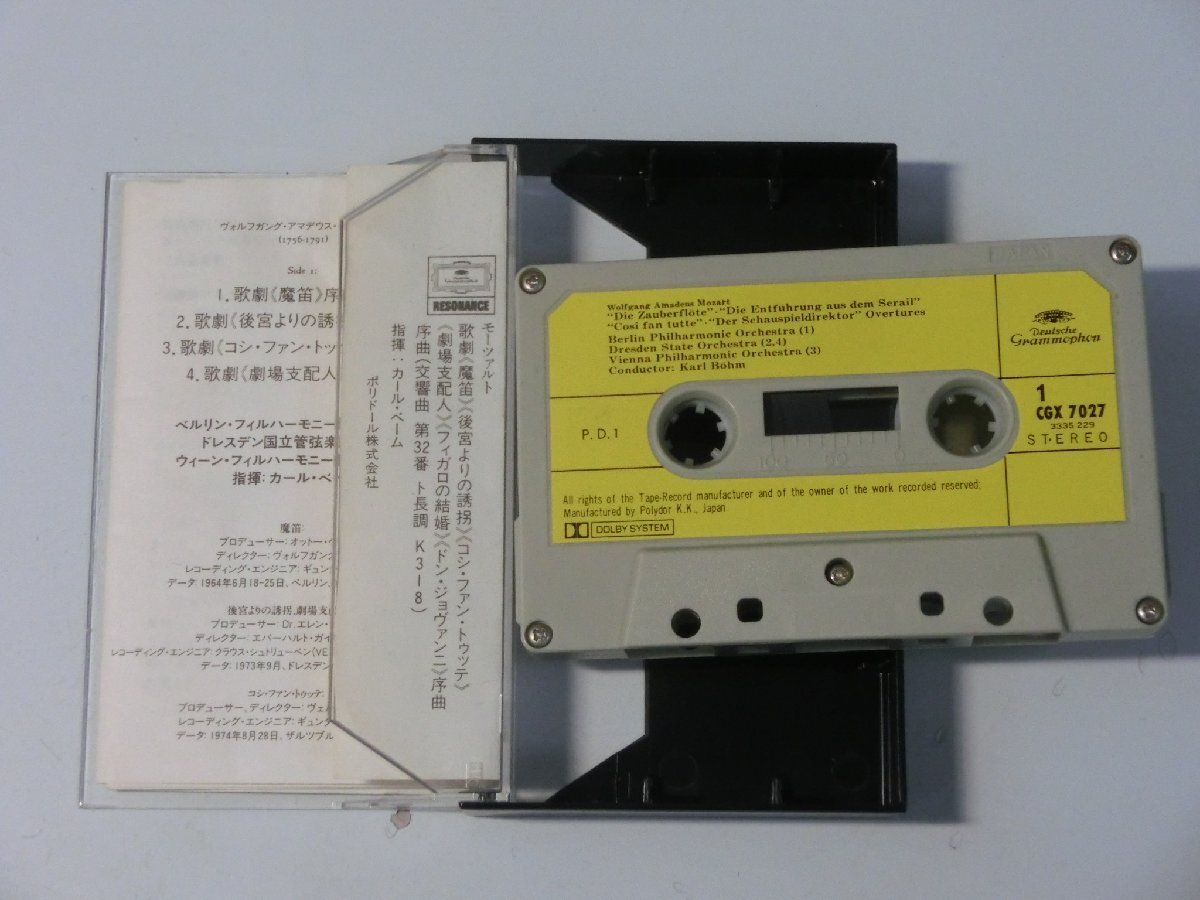 ヴォルフガング・アマデウス・
(1756-1791)
Side 1:
1. 歌劇《魔笛》序
2. 歌劇《後宮よりの誘
3. 歌劇《コシ・ファン・トゥッ
4. 歌劇《劇場支配人
ベルリン・フィルハーモニー
ドレスデン国立管弦楽
ウィーン・フィルハーモニー
指揮: カール・ベ
魔笛:
プロデューサー: オットー・
ディレクター: ヴォルフガング
レコーディング・エンジニア: ギュン
データ: 1964年6月18-25日、ベルリン、
後宮よりの誘拐、劇場支
プロデューサー: Dr. エレン・
ディレクター: エバーハルト・ガイ
レコーディング・エンジニア: クラウス・シュトリューベン(VE
データ: 1973年9月、ドレスデン
コシ・ファン・トゥッテ:
プロデューサー、ディレクター: ヴェル
レコーディング・エンジニア: ギュンタ
データ: 1974年8月28日、ザルツブル
Deutsche Grammophon
RESONANCE
モーツァルト
歌劇《魔笛》《後宮よりの誘拐》《コシ・ファン・トゥッテ》
《劇場支配人》《フィガロの結婚》《ドン・ジョヴァンニ》序曲
序曲(交響曲 第32番 ト長調 K318)
指揮: カール・ベーム
ポリドール株式会社
Wolfgang Amadeus Mozart
"Die Zauberflöte"·"Die Entführung aus dem Serail"
"Cosi fan tutte"·"Der Schauspieldirektor" Overtures
Berlin Philharmonic Orchestra (1)
Dresden State Orchestra (2,4)
Vienna Philharmonic Orchestra (3)
Conductor: Karl Böhm
Deutsche
Grammophon
1
CGX 7027
3335 229
STEREO
P.D.1
100 50 0
All rights of the Tape-Record manufacturer and of the owner of the work recorded reserved.
Manufactured by Polydor K.K., Japan
DOLBY SYSTEM